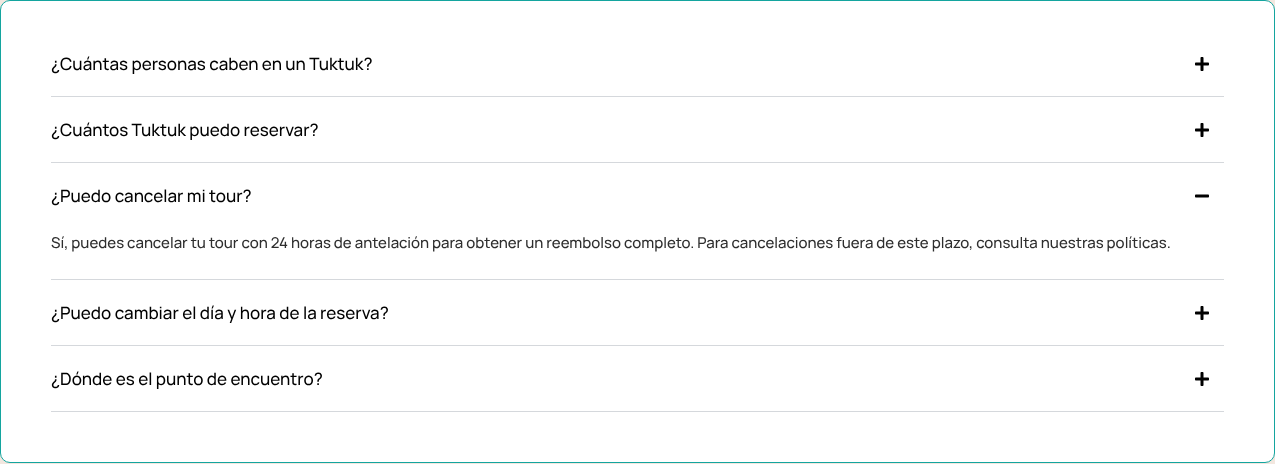 ¿Cuántas personas caben en un Tuktuk?
¿Cuántos Tuktuk puedo reservar?
¿Puedo cancelar mi tour?
Sí, puedes cancelar tu tour con 24 horas de antelación para obtener un reembolso completo. Para cancelaciones fuera de este plazo, consulta nuestras políticas.
¿Puedo cambiar el día y hora de la reserva?
¿Dónde es el punto de encuentro?